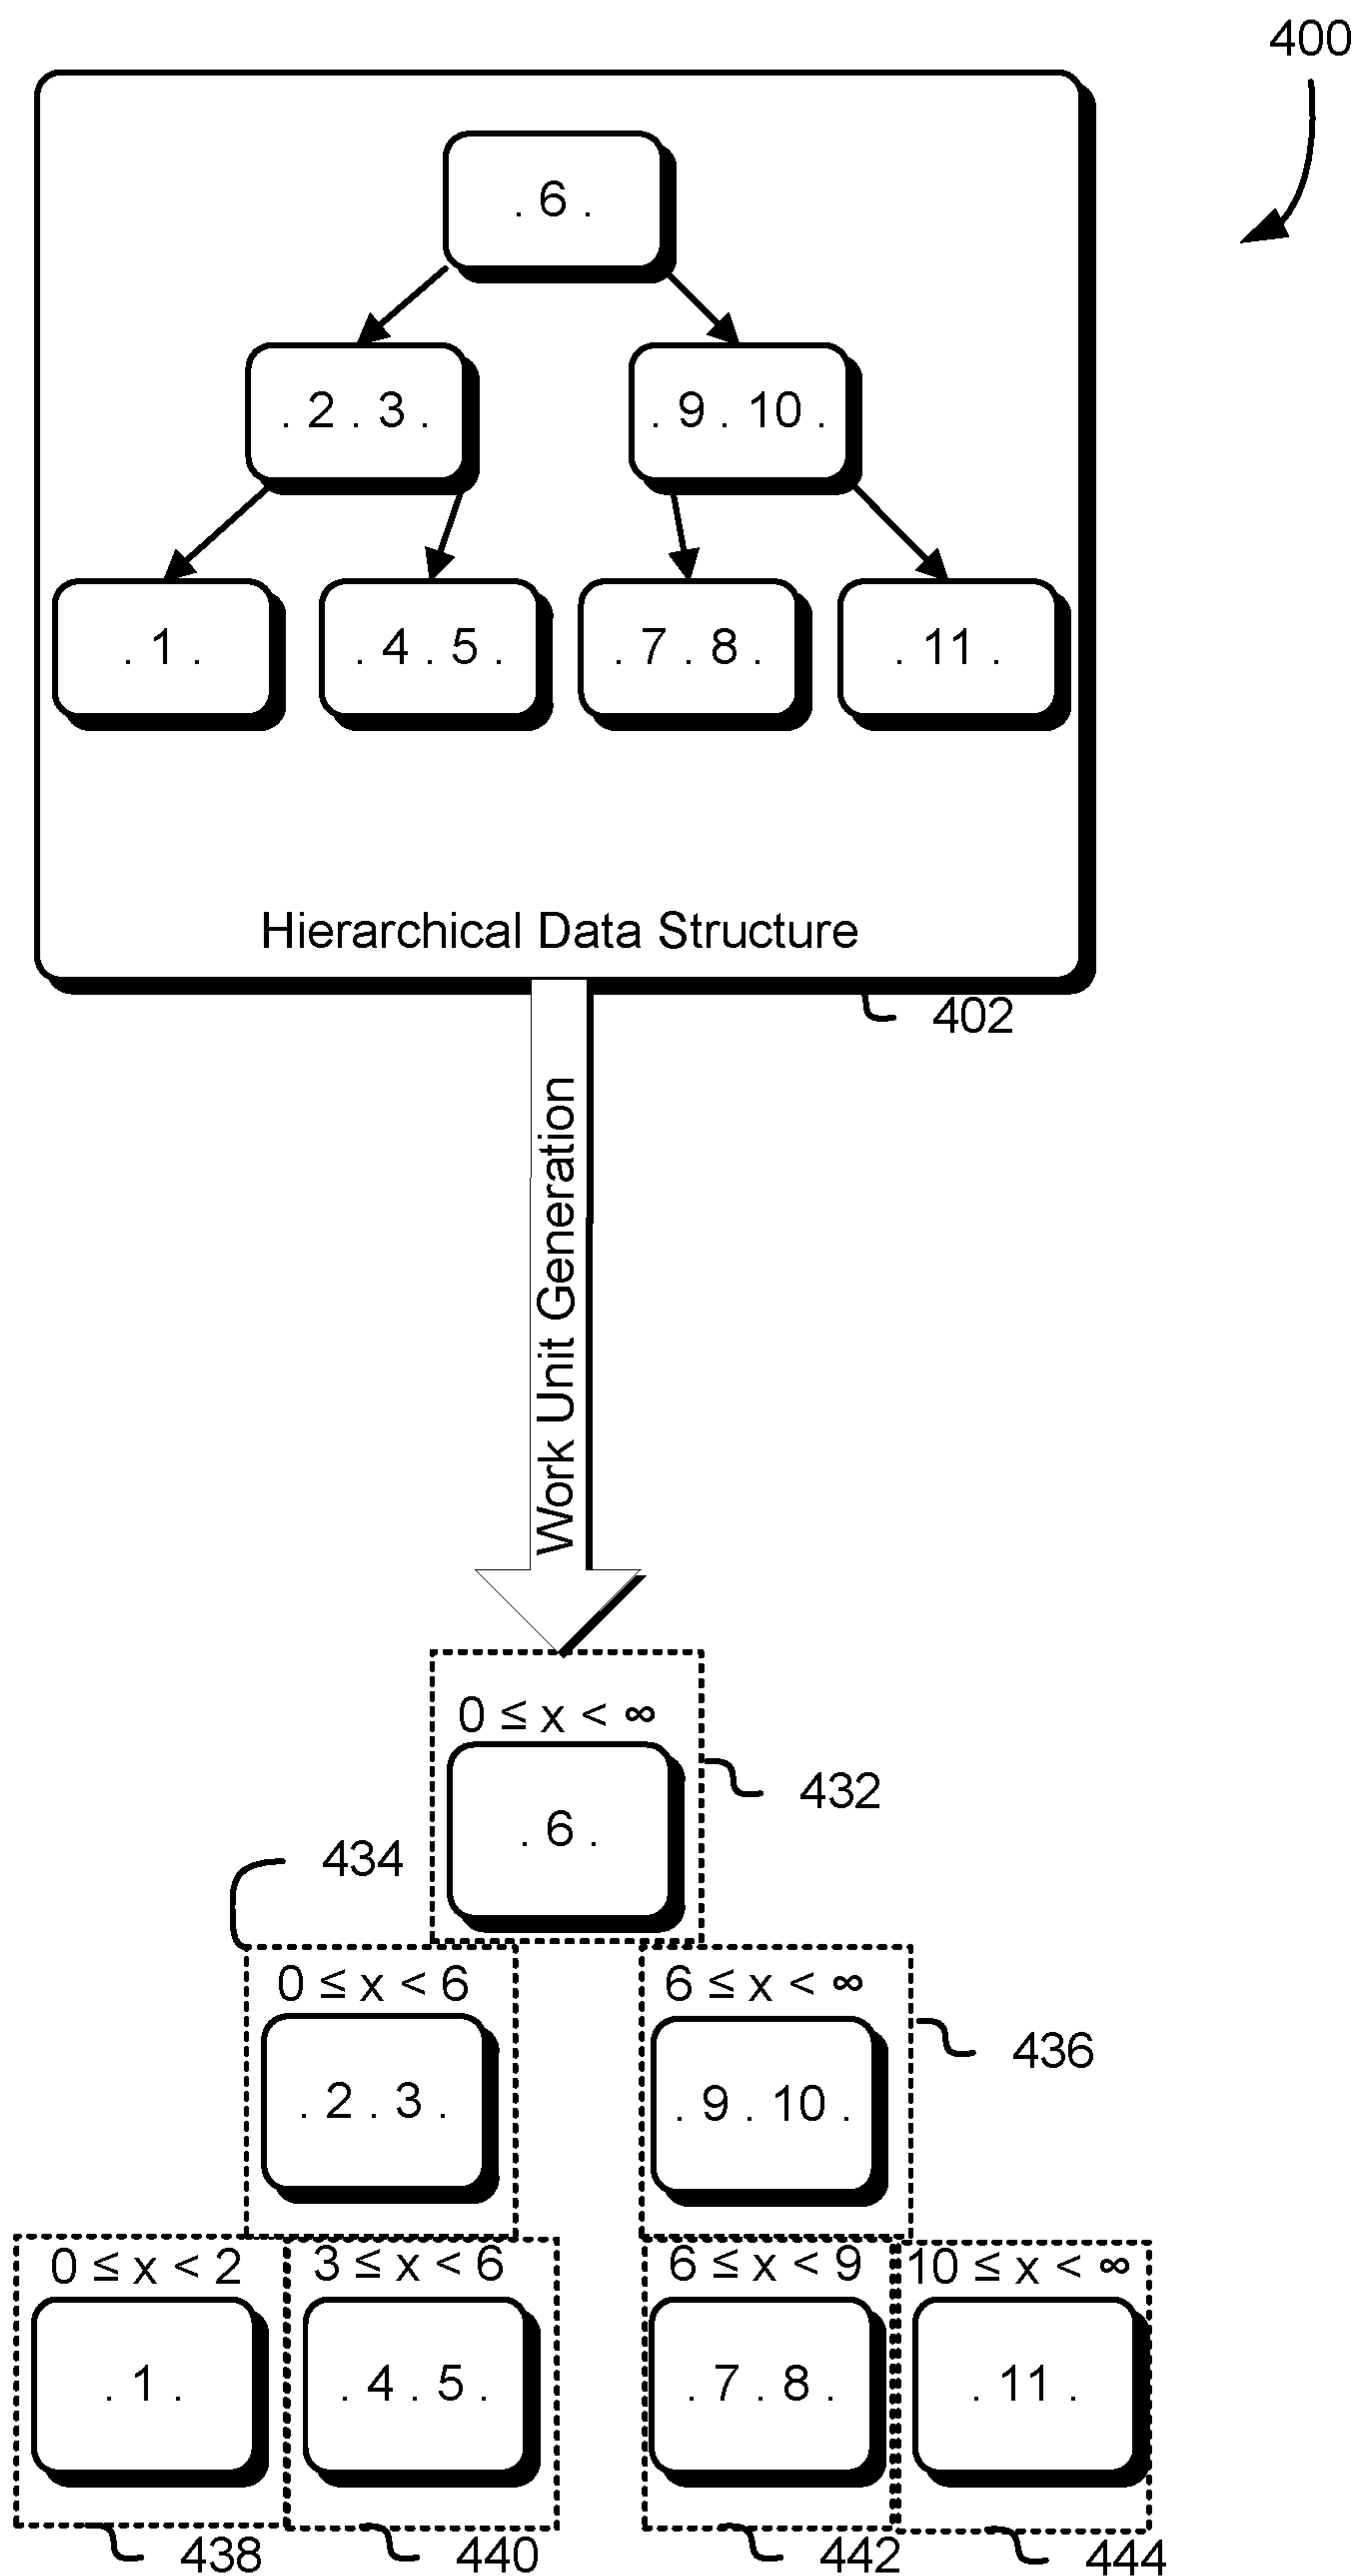 400
. 6 .
. 2 . 3 .
. 9 . 10 .
. 1 .
. 4 . 5 .
. 7 . 8 .
. 11 .
Hierarchical Data Structure
402
Work Unit Generation
0 ≤ x < ∞
432
. 6 .
434
0 ≤ x < 6
6 ≤ x < ∞
436
. 2 . 3 .
. 9 . 10 .
0 ≤ x < 2
3 ≤ x < 6
6 ≤ x < 9
10 ≤ x < ∞
. 1 .
. 4 . 5 .
. 7 . 8 .
. 11 .
438
440
442
444